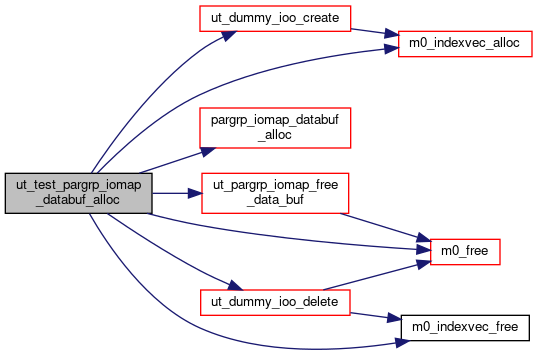 ut_dummy_ioo_create
m0_indexvec_alloc
pargrp_iomap_databuf
_alloc
ut_test_pargrp_iomap
_databuf_alloc
ut_pargrp_iomap_free
_data_buf
m0_free
ut_dummy_ioo_delete
m0_indexvec_free